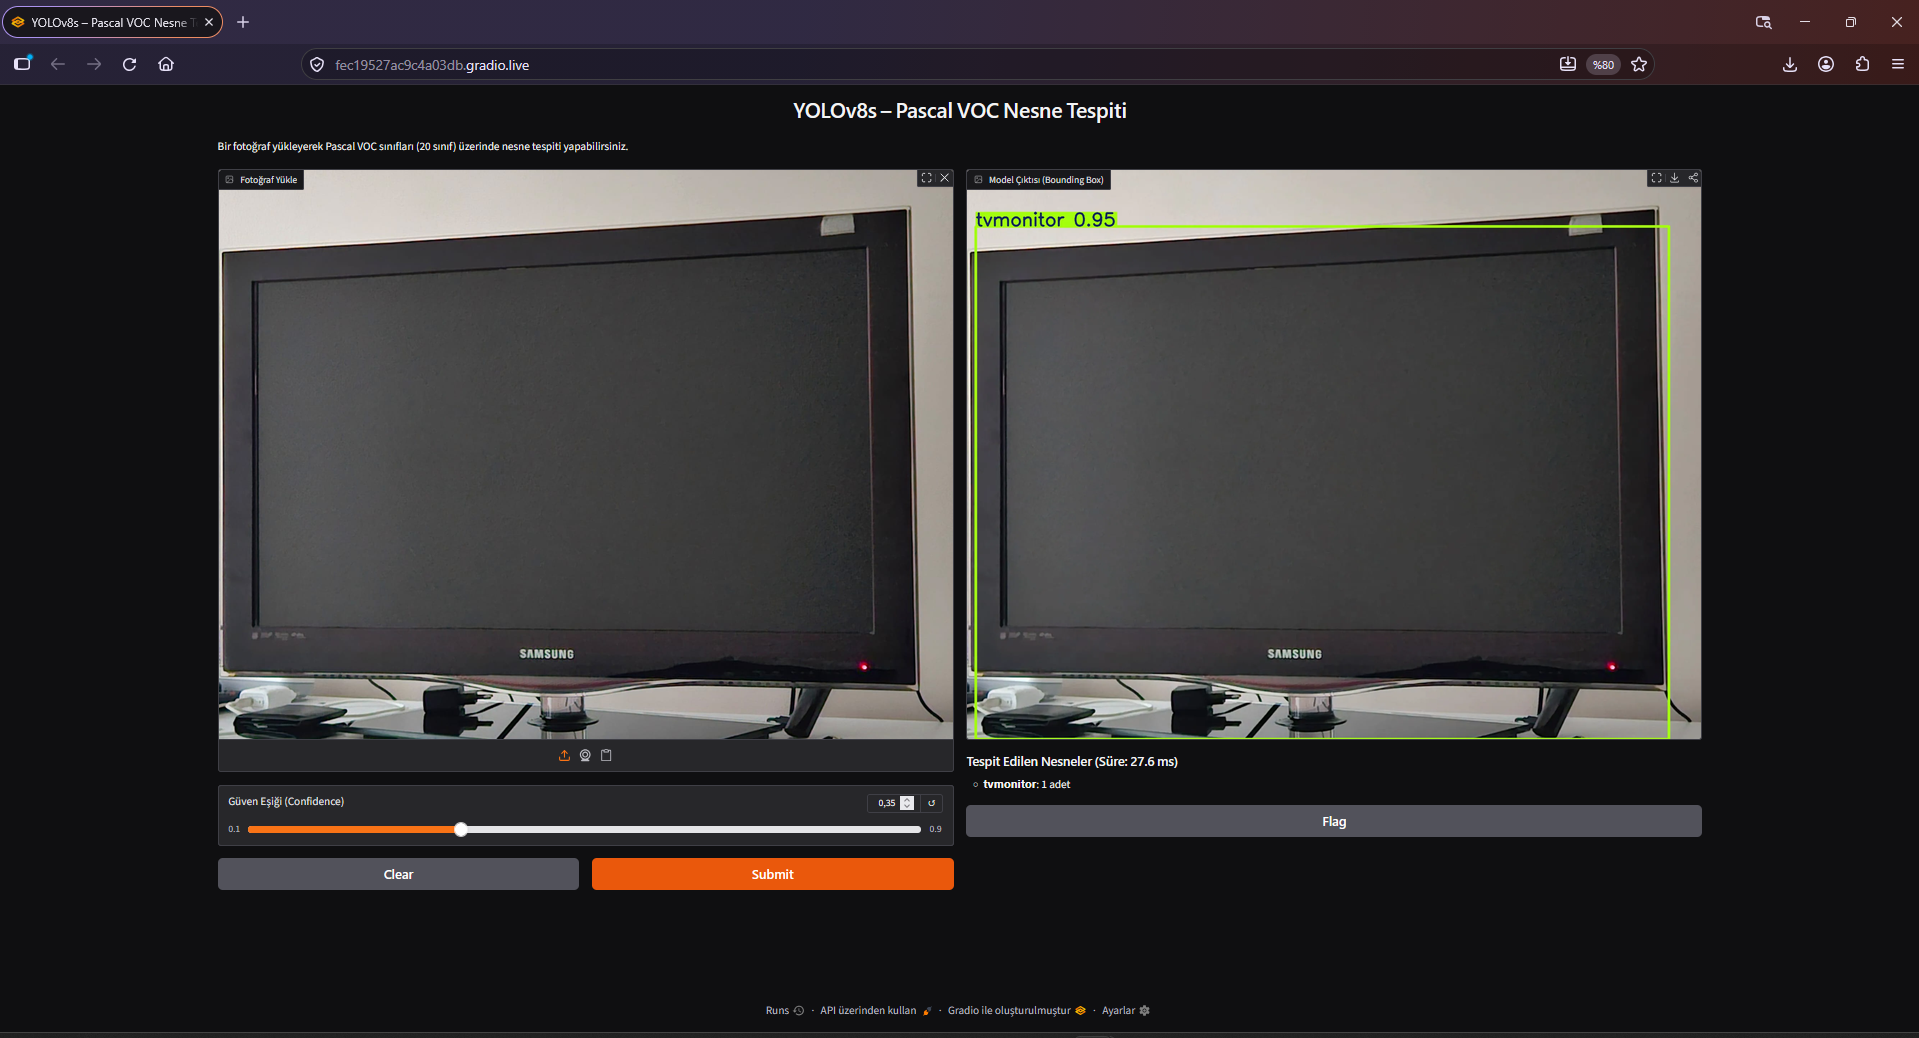 YOLOv8s – Pascal VOC Nesne T
fec19527ac9c4a03db.gradio.live
%80
YOLOv8s – Pascal VOC Nesne Tespiti
Bir fotoğraf yükleyerek Pascal VOC sınıfları (20 sınıf) üzerinde nesne tespiti yapabilirsiniz.
Fotoğraf Yükle
SAMSUNG
Güven Eşiği (Confidence)
0,35
0.1
0.9
Clear
Submit
Model Çıktısı (Bounding Box)
tvmonitor 0.95
SAMSUNG
Tespit Edilen Nesneler (Süre: 27.6 ms)
tvmonitor: 1 adet
Flag
Runs · API üzerinden kullan · Gradio ile oluşturulmuştur · Ayarlar